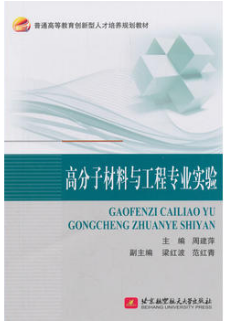 普通高等教育创新型人才培养规划教材
高分子材料与工程专业实验
GAOFENZI CAILIAO YU
GONGCHENG ZHUANYE SHIYAN
主 编 周建萍
副主编 梁红波 范红青
北京航空航天大学出版社